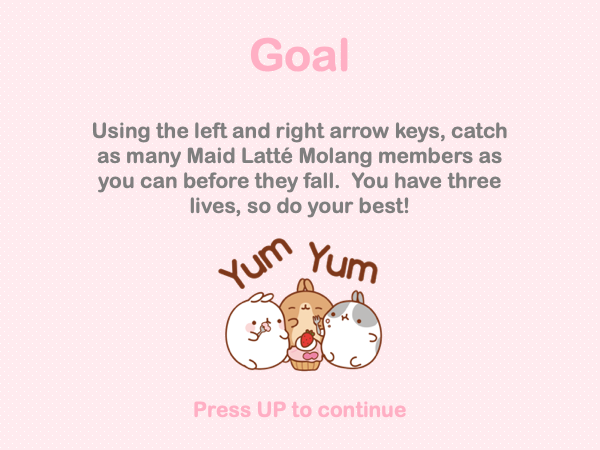 Goal
Using the left and right arrow keys, catch
as many Maid Latté Molang members as
you can before they fall.  You have three
lives, so do your best!
Yum Yum
Press UP to continue